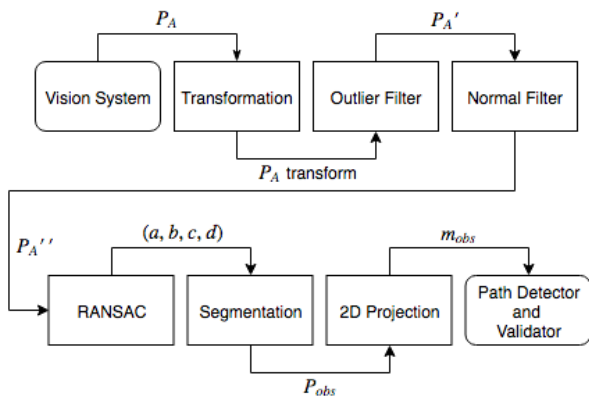 P_A
P_A′
Vision System
Transformation
Outlier Filter
Normal Filter
P_A transform
P_A′′
(a, b, c, d)
m_obs
RANSAC
Segmentation
2D Projection
Path Detector
and
Validator
P_obs